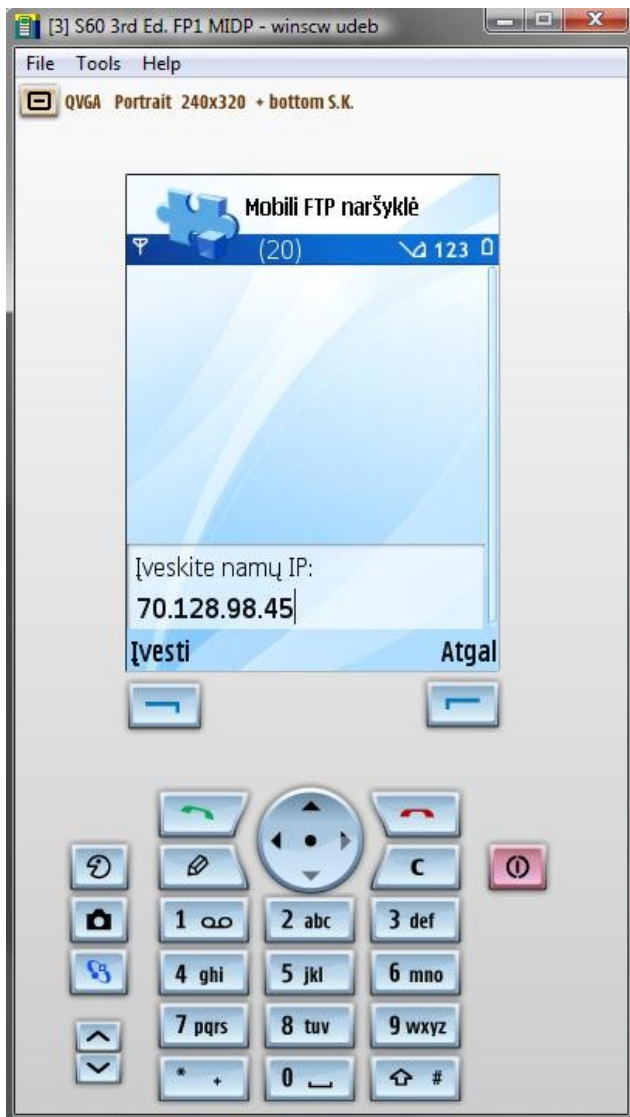 [3] S60 3rd Ed. FP1 MIDP - winscw udeb
File Tools Help
QVGA Portrait 240x320 + bottom S.K.
Mobili FTP naršyklė
(20) 123
Įveskite namų IP:
70.128.98.45
Įvesti Atgal
C
1 2 abc 3 def
4 ghi 5 jkl 6 mno
7 pqrs 8 tuv 9 wxyz
* + 0 #